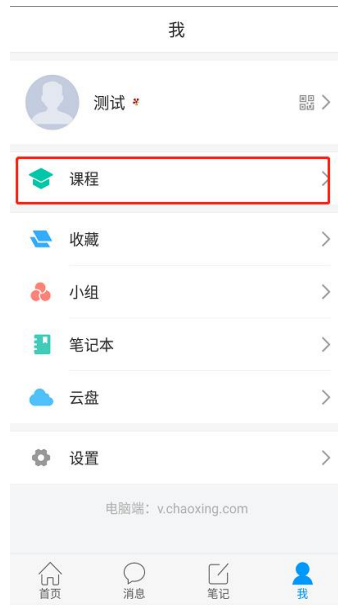 我
测试
课程
收藏
小组
笔记本
云盘
设置
电脑端：v.chaoxing.com
首页
消息
笔记
我